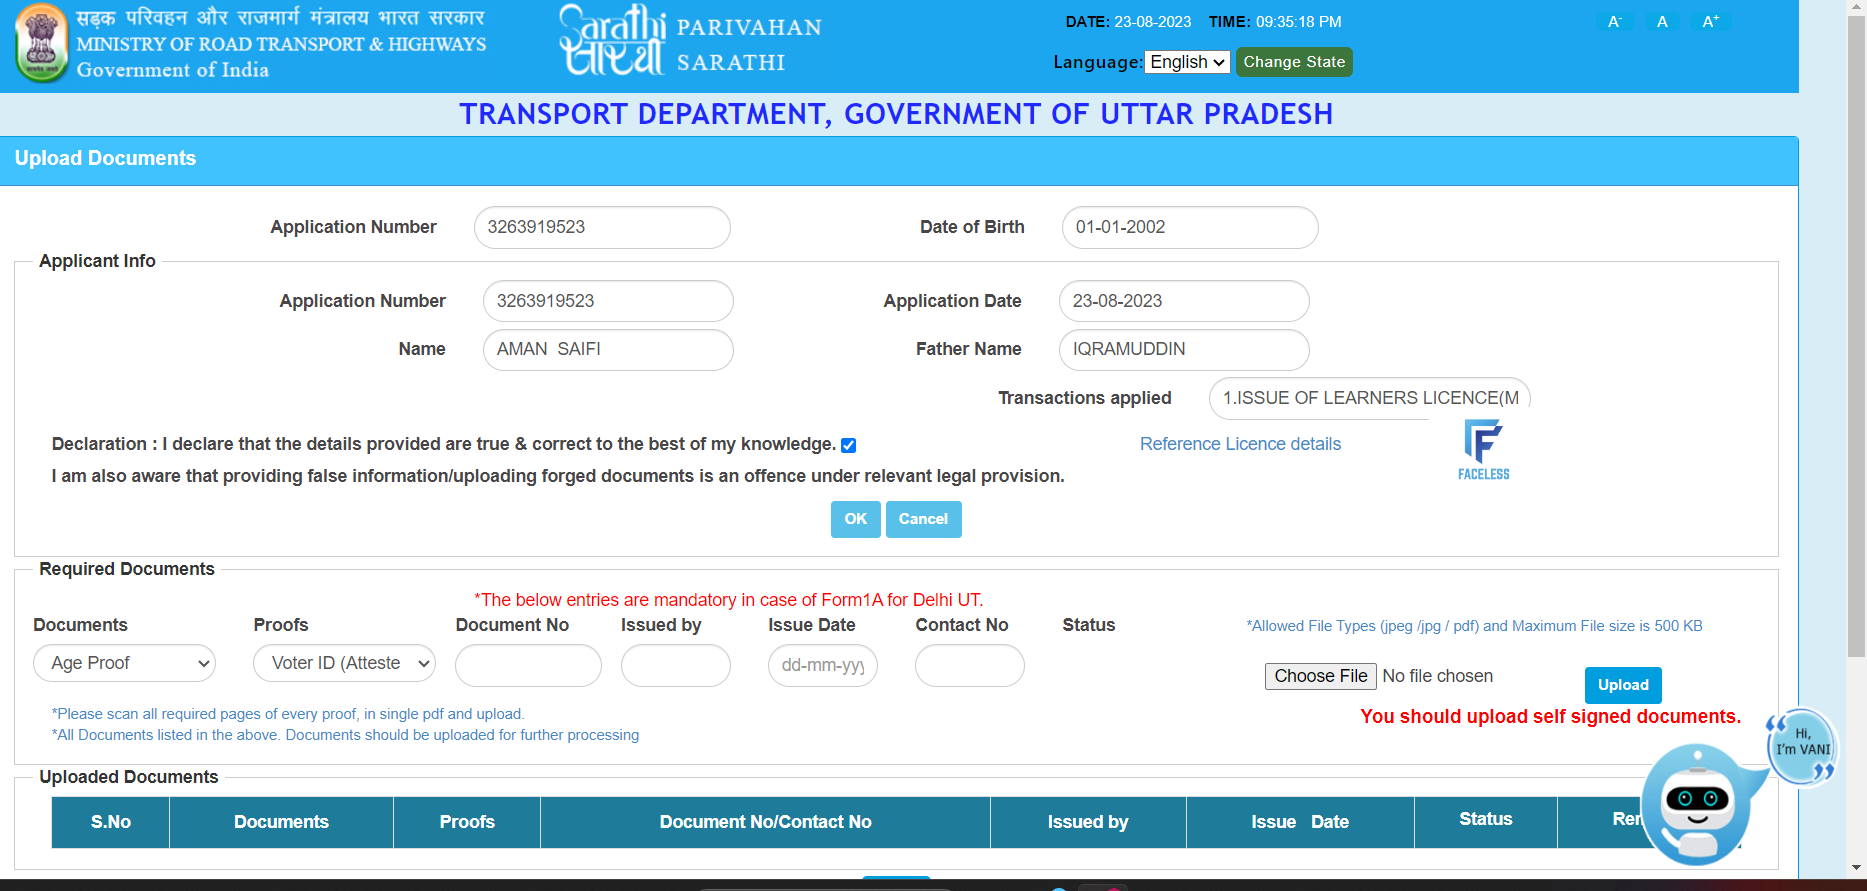 सड़क परिवहन और राजमार्ग मंत्रालय भारत सरकार
MINISTRY OF ROAD TRANSPORT & HIGHWAYS
Government of India
Sarathi
सारथी
PARIVAHAN
SARATHI
DATE: 23-08-2023 TIME: 09:35:18 PM
Language: English Change State
A- A A+
TRANSPORT DEPARTMENT, GOVERNMENT OF UTTAR PRADESH
Upload Documents
Application Number 3263919523 Date of Birth 01-01-2002
Applicant Info
Application Number 3263919523 Application Date 23-08-2023
Name AMAN SAIFI Father Name IQRAMUDDIN
Transactions applied 1.ISSUE OF LEARNERS LICENCE(M
Declaration : I declare that the details provided are true & correct to the best of my knowledge. Reference Licence details
FACELESS
I am also aware that providing false information/uploading forged documents is an offence under relevant legal provision.
OK Cancel
Required Documents
*The below entries are mandatory in case of Form1A for Delhi UT.
Documents Proofs Document No Issued by Issue Date Contact No Status *Allowed File Types (jpeg /jpg / pdf) and Maximum File size is 500 KB
Age Proof Voter ID (Atteste dd-mm-yyy Choose File No file chosen Upload
*Please scan all required pages of every proof, in single pdf and upload.
You should upload self signed documents.
*All Documents listed in the above. Documents should be uploaded for further processing
Hi,
I'm VANI
Uploaded Documents
S.No Documents Proofs Document No/Contact No Issued by Issue Date Status